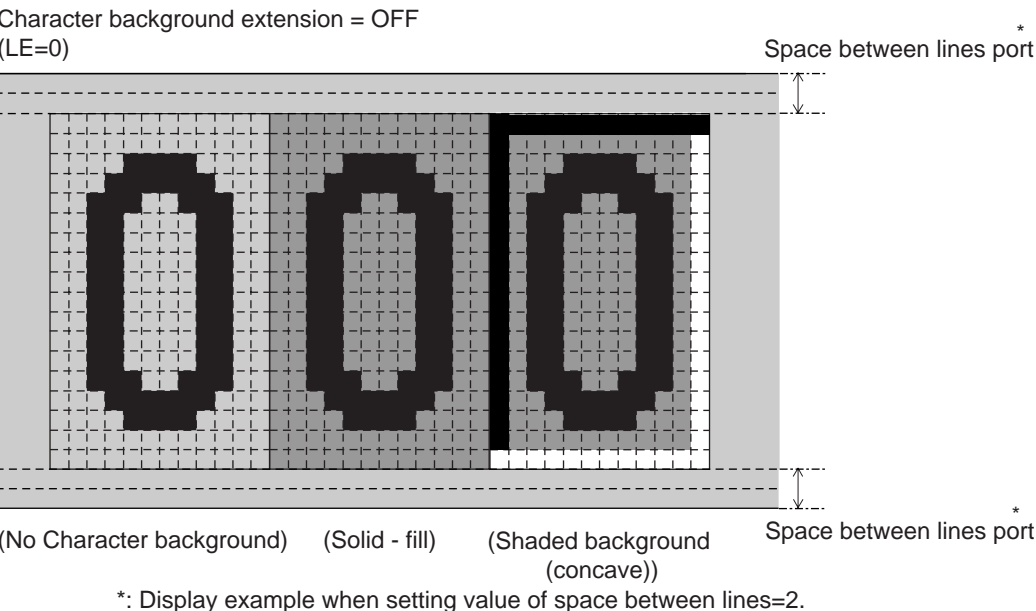 Character background extension = OFF
(LE=0)
*
Space between lines port
(No Character background)
(Solid - fill)
(Shaded background
(concave))
*
Space between lines port
*: Display example when setting value of space between lines=2.